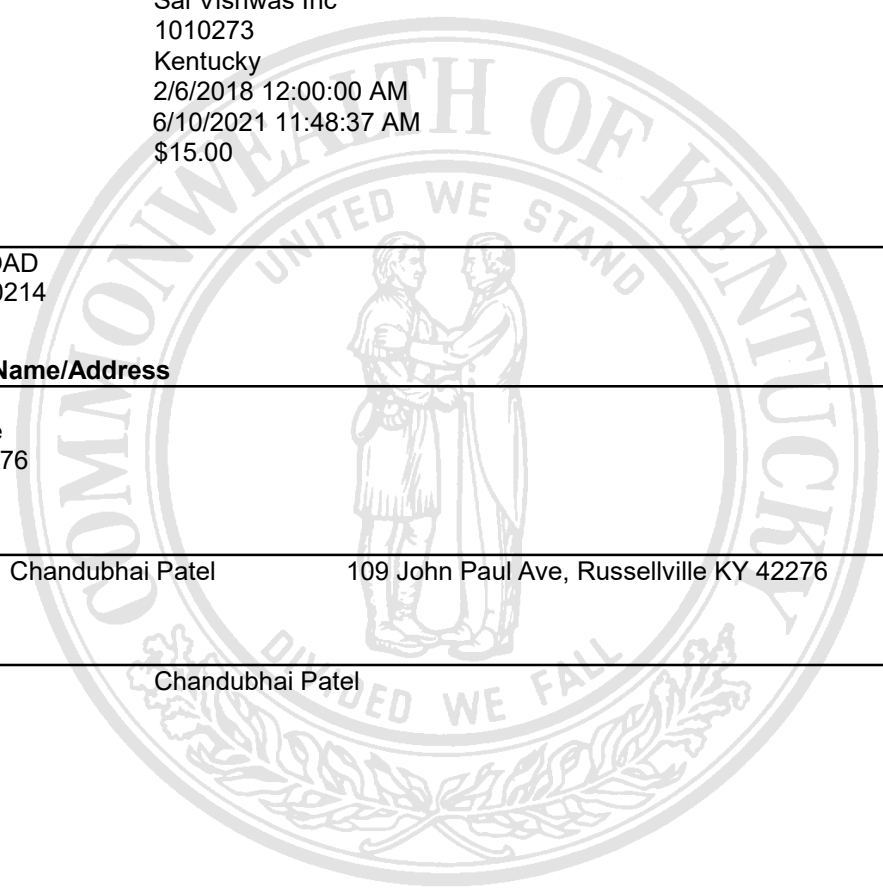 Sai Vishwas Inc
1010273
Kentucky
2/6/2018 12:00:00 AM
6/10/2021 11:48:37 AM
$15.00
OAD
0214
Name/Address
e
76
Chandubhai Patel 109 John Paul Ave, Russellville KY 42276
Chandubhai Patel
COMMONWEALTH OF KENTUCKY
UNITED WE STAND
DIVIDED WE FALL